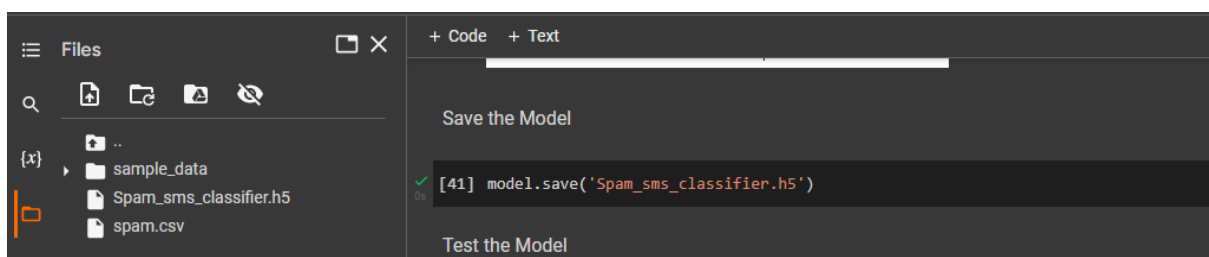 Files
+ Code + Text
Save the Model
..
{x}
sample_data
[41] model.save('Spam_sms_classifier.h5')
0s
Spam_sms_classifier.h5
spam.csv
Test the Model